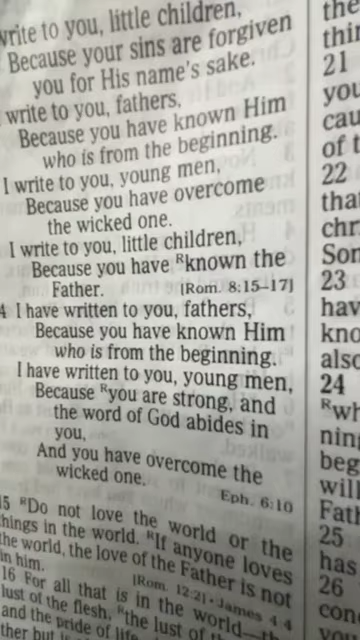 write to you, little children,
Because your sins are forgiven
you for His name's sake.
write to you, fathers,
Because you have known Him
who is from the beginning.
I write to you, young men,
Because you have overcome
the wicked one.
I write to you, little children,
Because you have ᴿknown the
Father. [Rom. 8:15–17]
4 I have written to you, fathers,
Because you have known Him
who is from the beginning.
I have written to you, young men,
Because ᴿyou are strong, and
the word of God abides in
you,
And you have overcome the
wicked one.
Eph. 6:10
15 ᴿDo not love the world or the
things in the world. ᴿIf anyone loves
the world, the love of the Father is not
in him. [Rom. 12:2] • James 4:4
16 For all that is in the world—
lust of the flesh, ᴿthe lust of
and the pride of life
the
thin
21
you
cau
of t
22
tha
chr
Son
23
hav
kno
also
24
ᴿwh
ning
beg
will
Fath
25
has
26
con